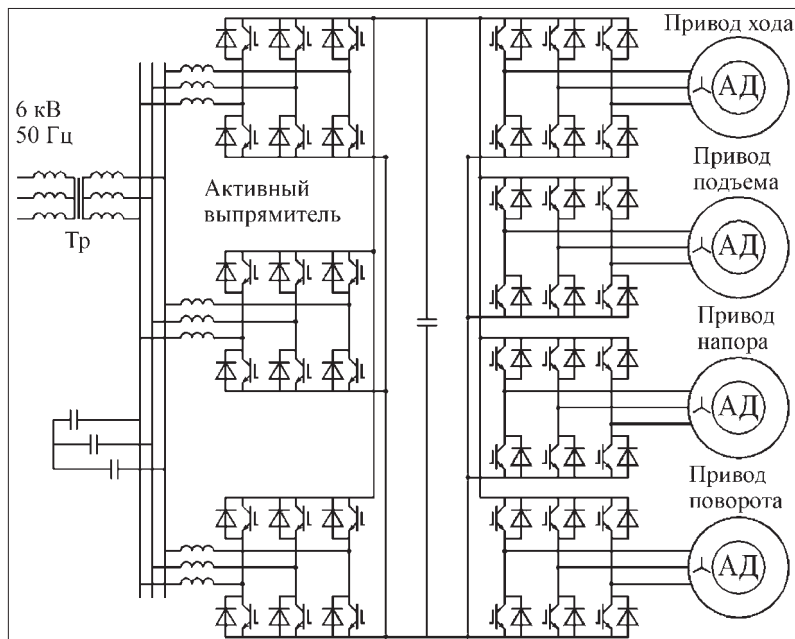 6 кВ
50 Гц
Тр
Активный
выпрямитель
Привод хода
АД
Привод
подъема
АД
Привод
напора
АД
Привод
поворота
АД